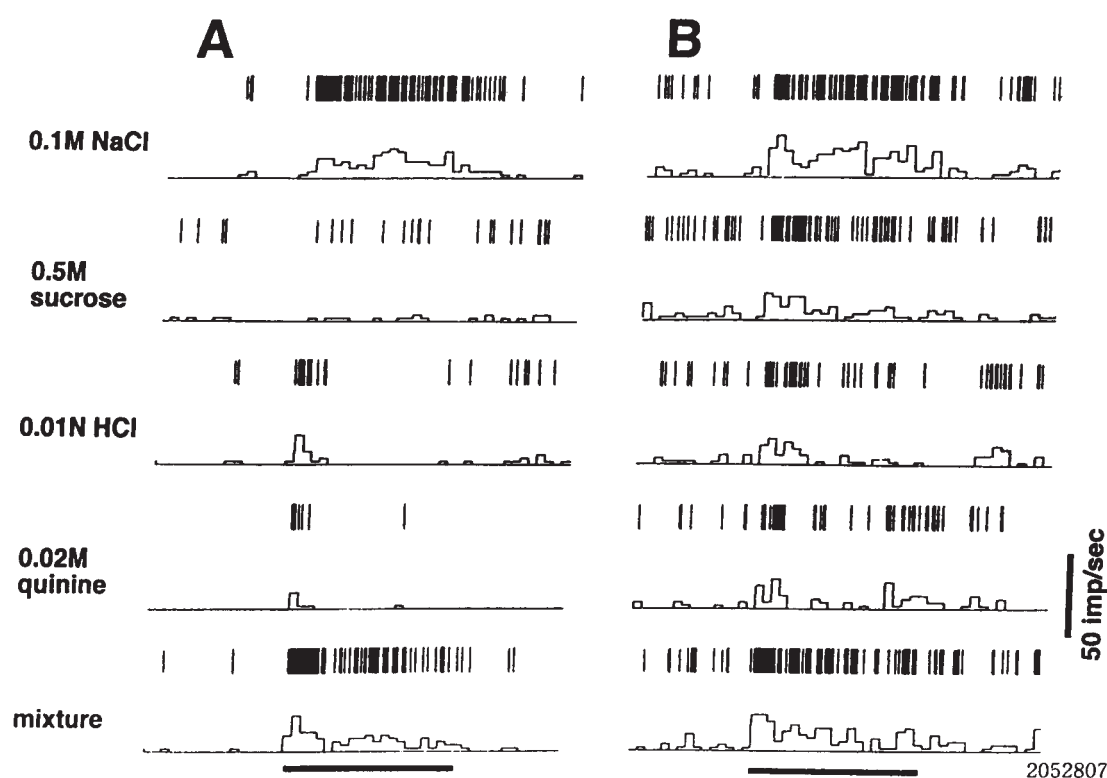 A
B
0.1M NaCl
0.5M
sucrose
0.01N HCl
0.02M
quinine
mixture
50 imp/sec
2052807